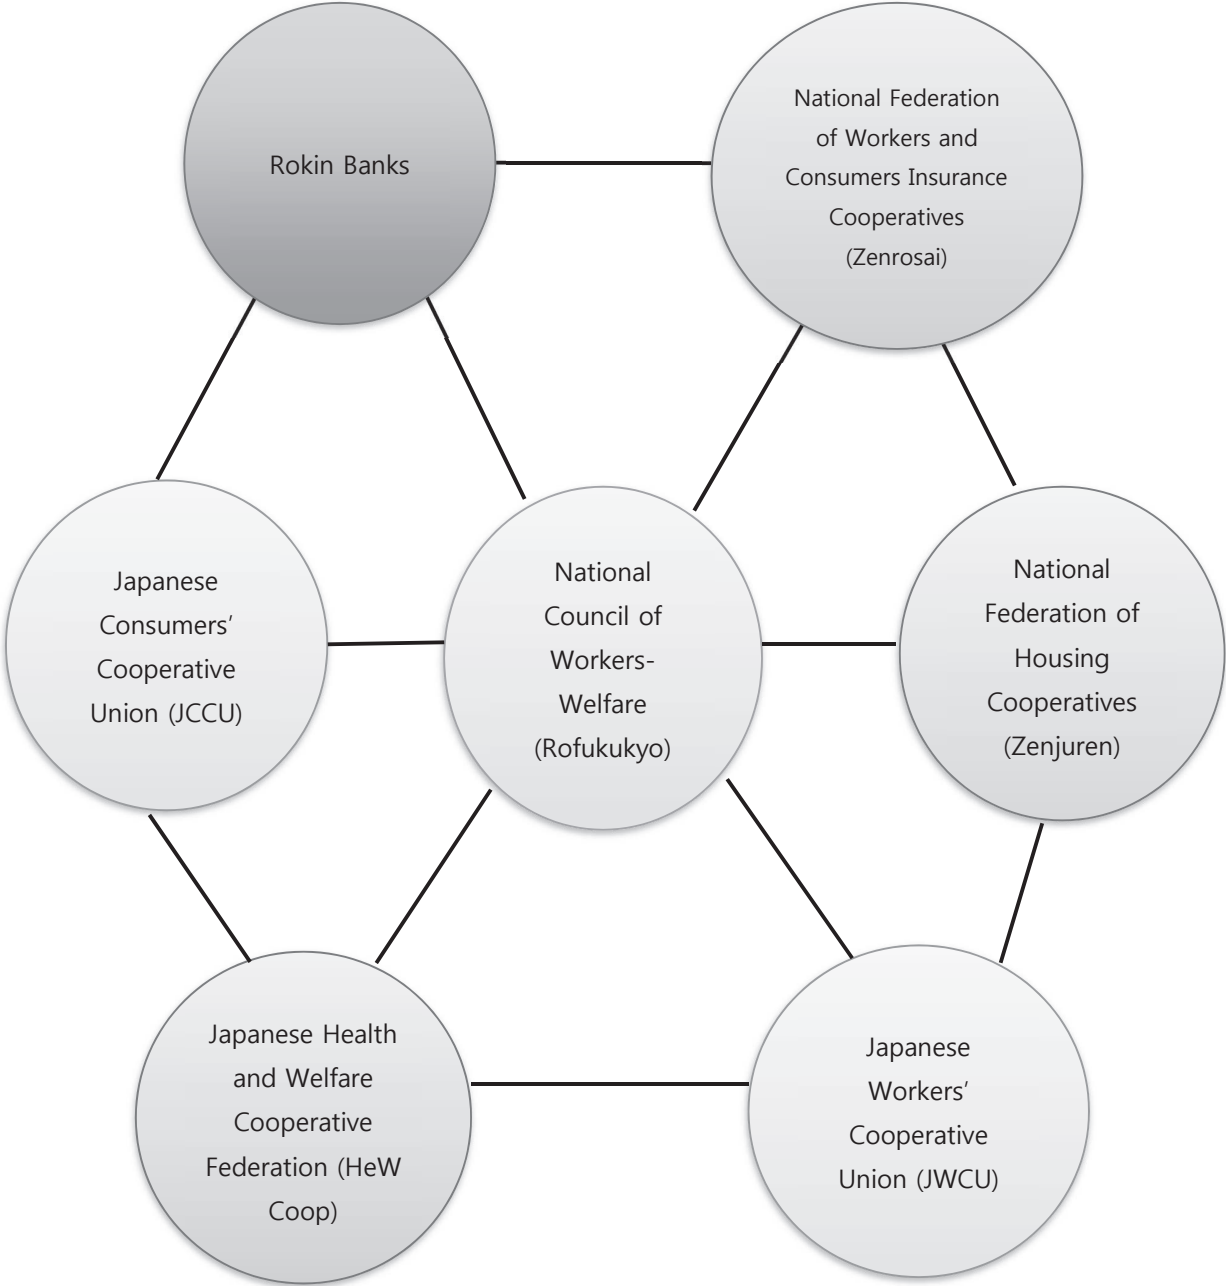 Rokin Banks
National Federation
of Workers and
Consumers Insurance
Cooperatives
(Zenrosai)
Japanese
Consumers’
Cooperative
Union (JCCU)
National
Council of
Workers-
Welfare
(Rofukukyo)
National
Federation of
Housing
Cooperatives
(Zenjuren)
Japanese Health
and Welfare
Cooperative
Federation (HeW
Coop)
Japanese
Workers’
Cooperative
Union (JWCU)